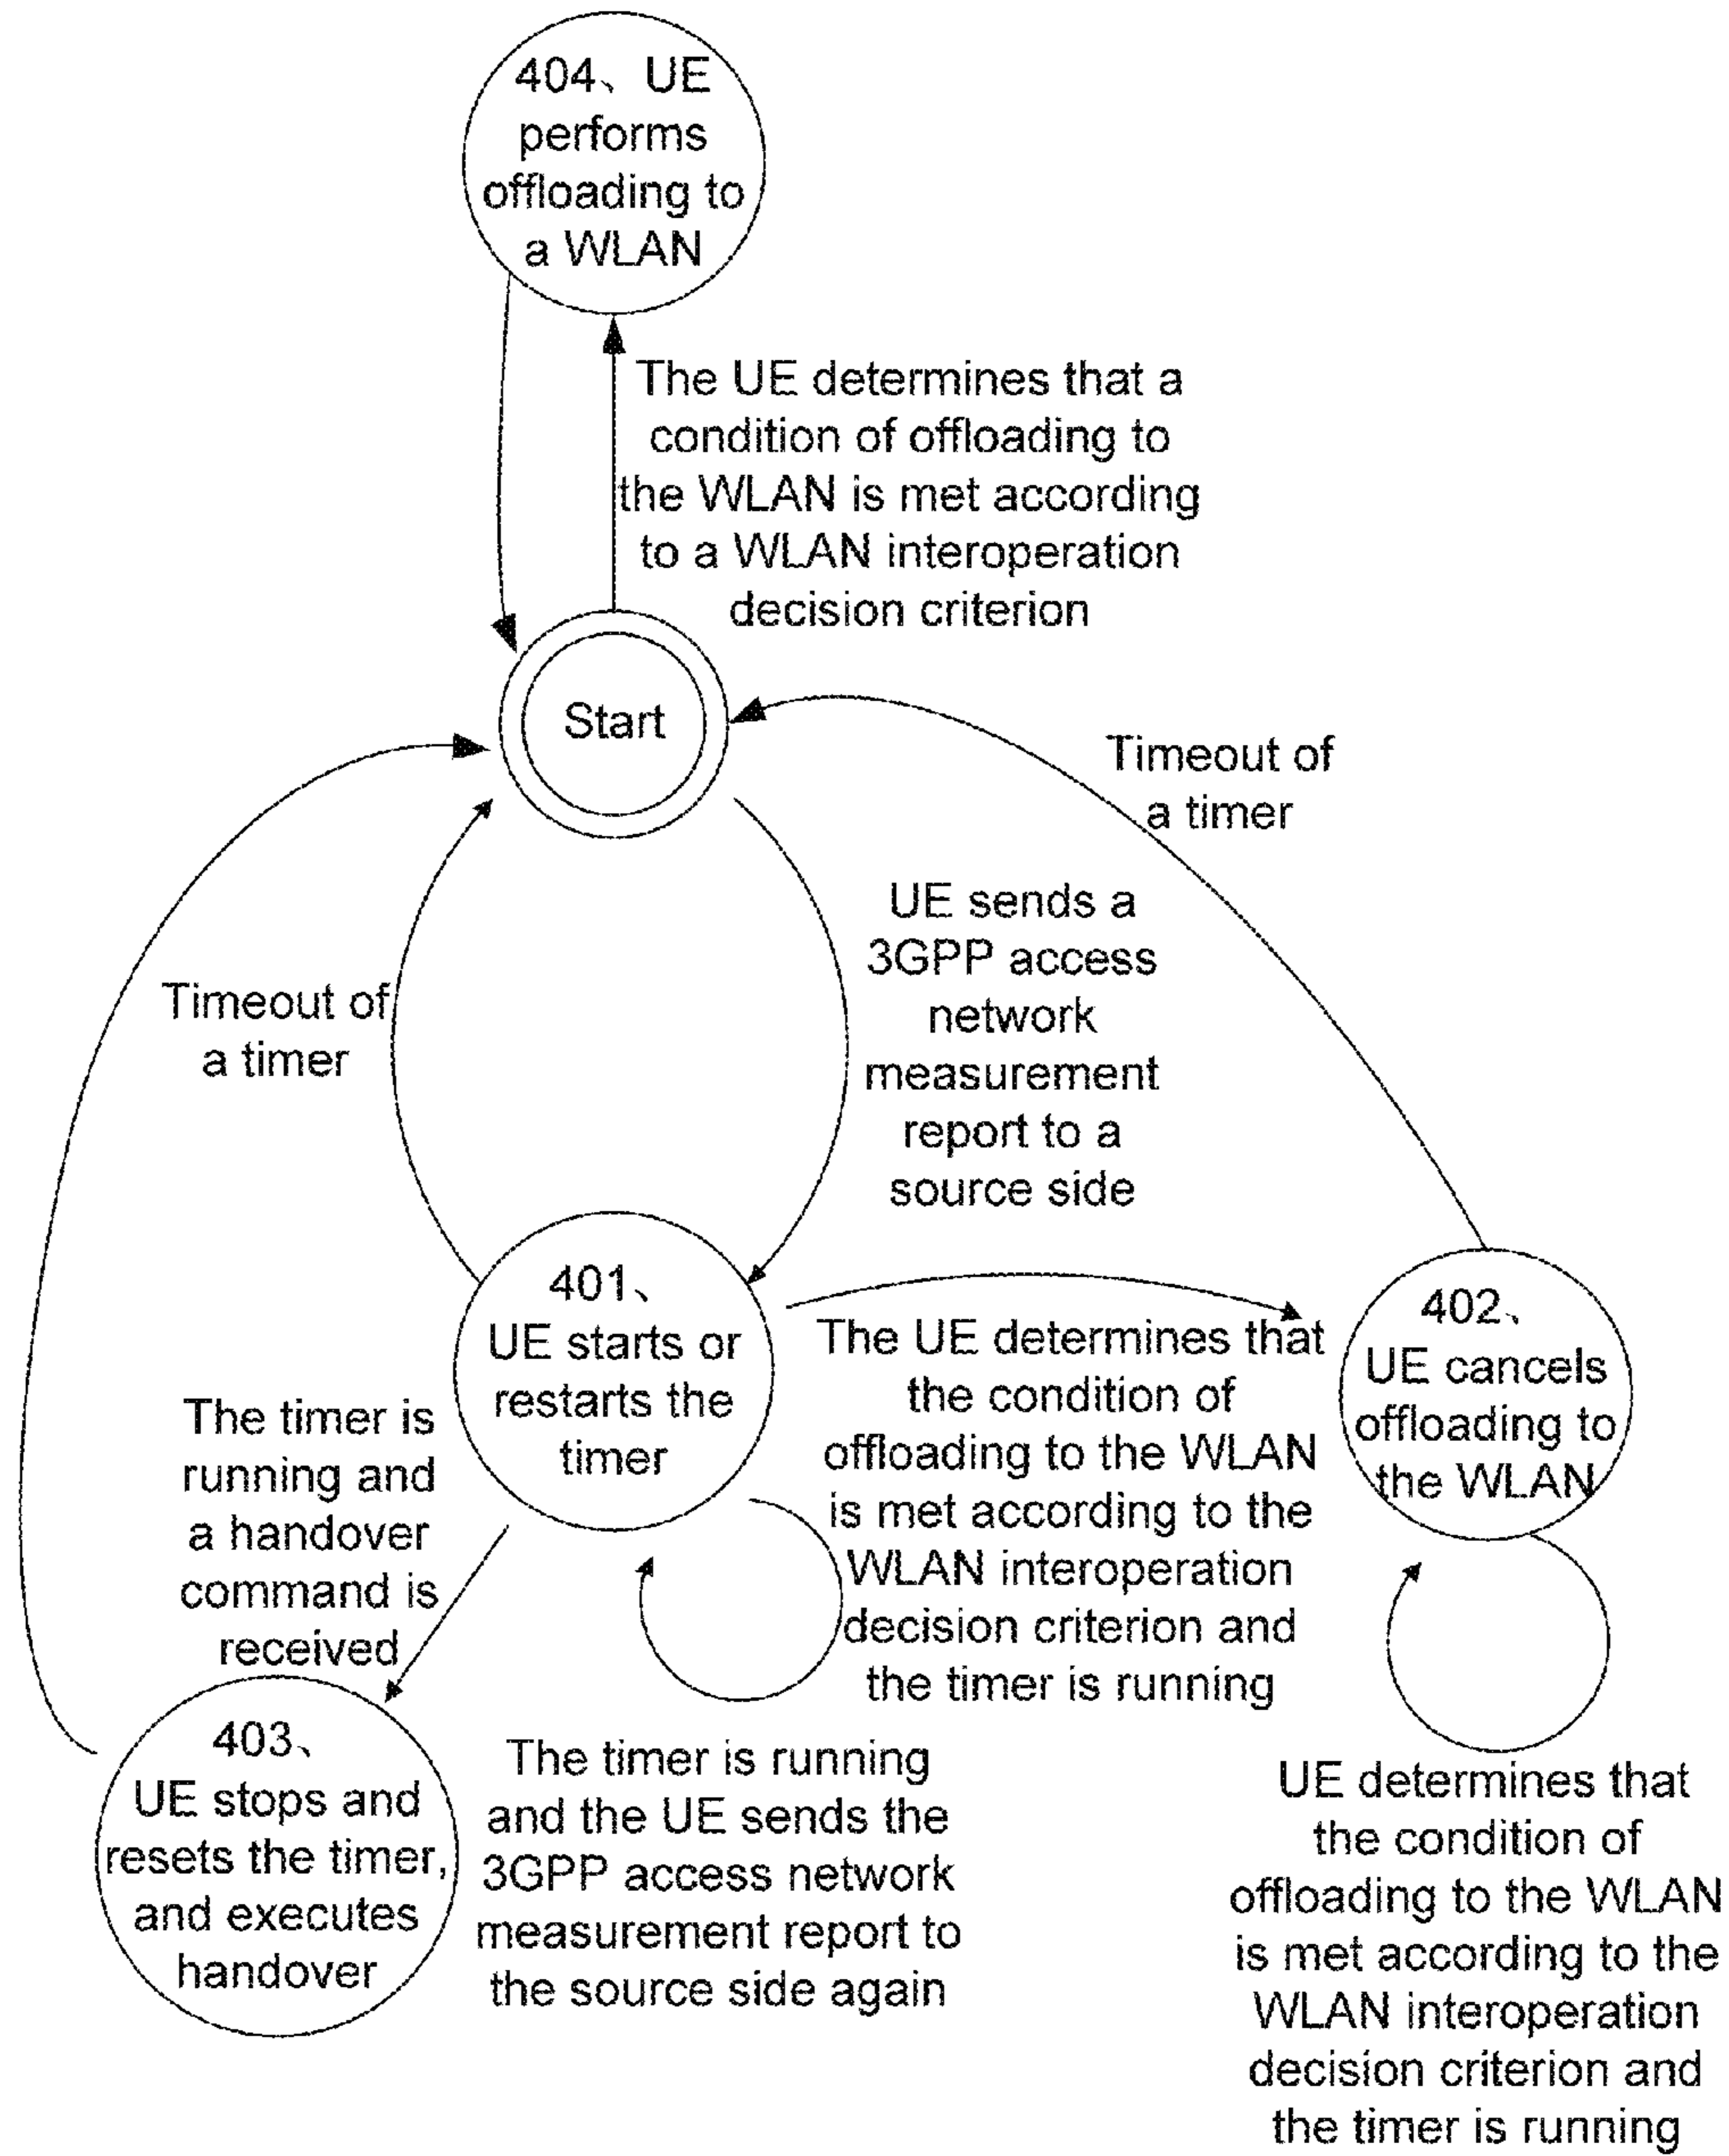 404、UE
performs
offloading to
a WLAN
The UE determines that a
condition of offloading to
the WLAN is met according
to a WLAN interoperation
decision criterion
Start
Timeout of
a timer
UE sends a
3GPP access
network
measurement
report to a
source side
Timeout of
a timer
401、
UE starts or
restarts the
timer
The UE determines that
the condition of
offloading to the WLAN
is met according to the
WLAN interoperation
decision criterion and
the timer is running
402、
UE cancels
offloading to
the WLAN
The timer is
running and
a handover
command is
received
403、
UE stops and
resets the timer,
and executes
handover
The timer is running
and the UE sends the
3GPP access network
measurement report to
the source side again
UE determines that
the condition of
offloading to the WLAN
is met according to the
WLAN interoperation
decision criterion and
the timer is running